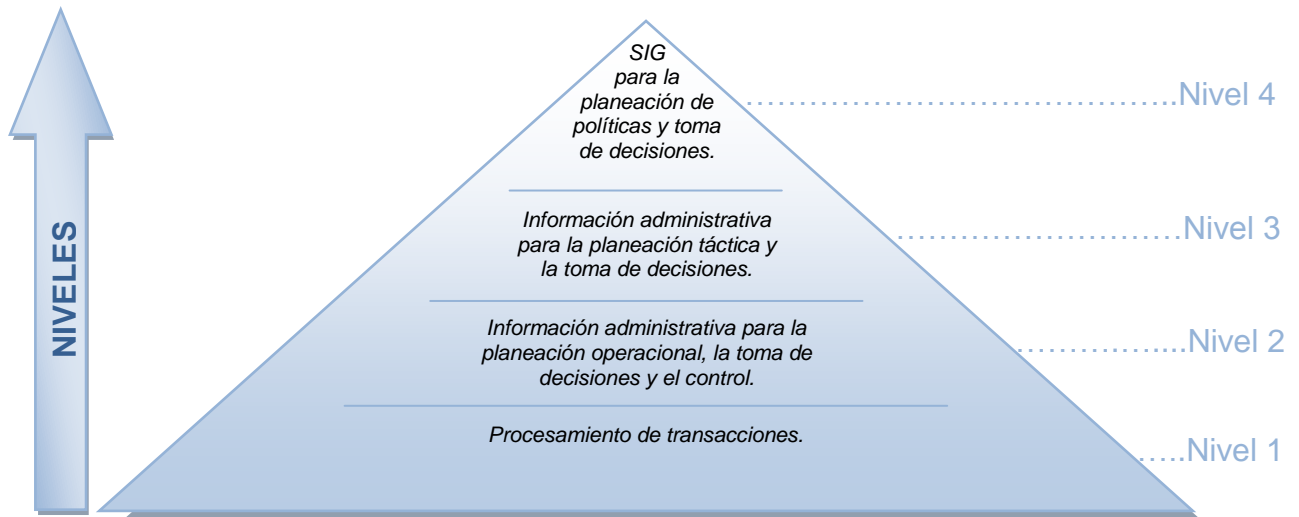 SIG
para la
planeación de
políticas y toma
de decisiones.
……………………………………..Nivel 4
Información administrativa
para la planeación táctica y
la toma de decisiones.
………………………Nivel 3
NIVELES
Información administrativa para la
planeación operacional, la toma de
decisiones y el control.
……………....Nivel 2
Procesamiento de transacciones.
…..Nivel 1